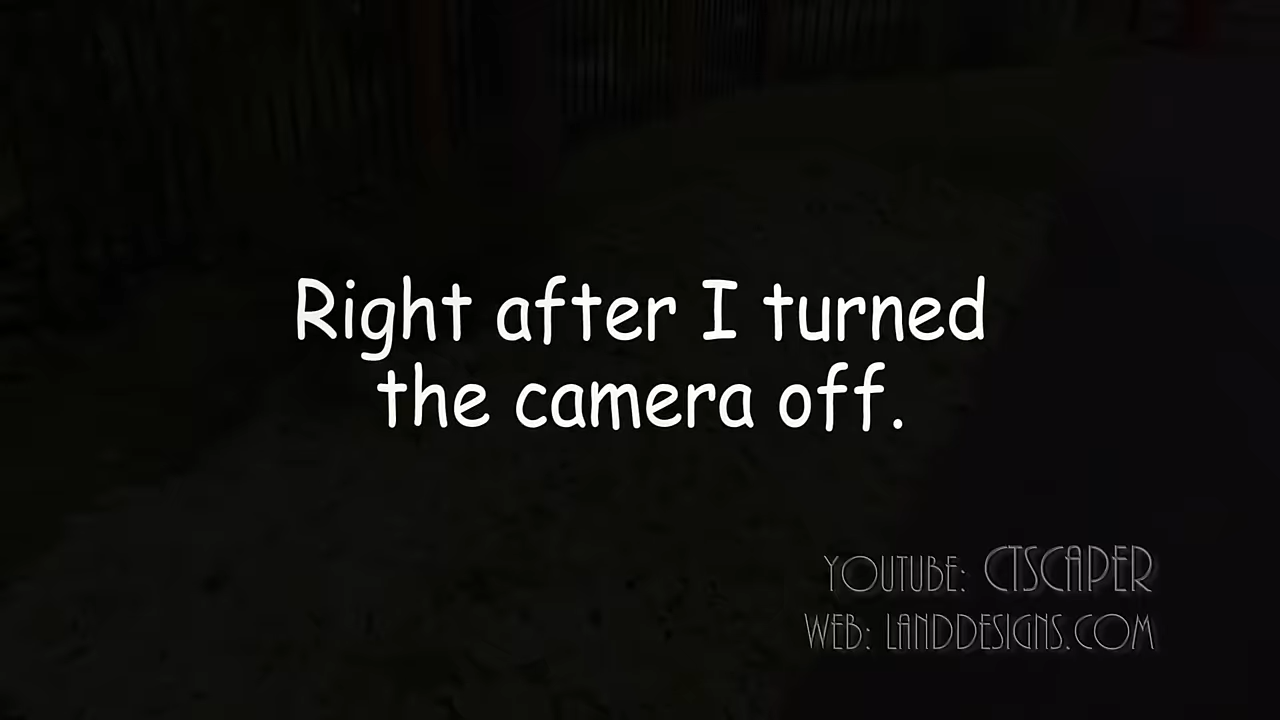 Right after I turned
the camera off.
YOUTUBE: CTSCAPER
WEB: LANDDESIGNS.COM